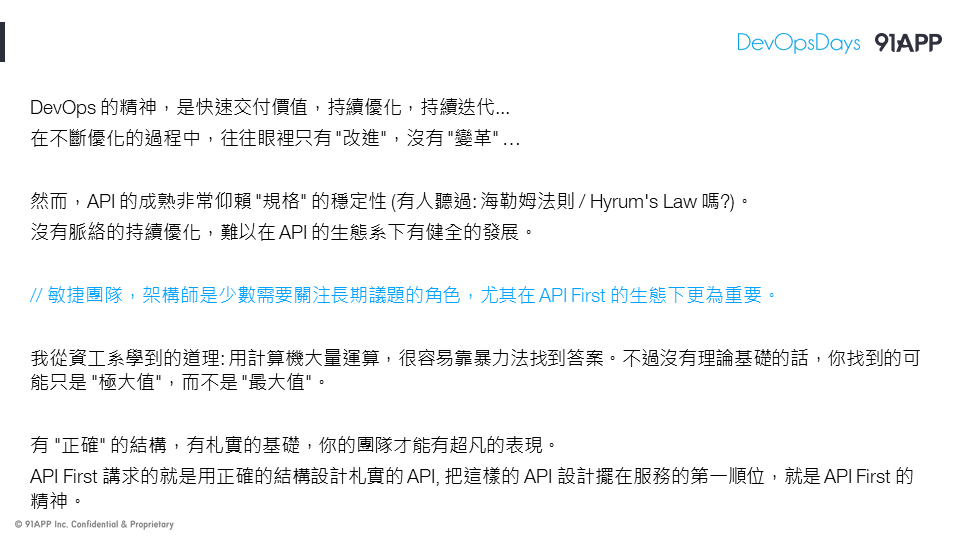 DevOpsDays 91APP
DevOps 的精神，是快速交付價值，持續優化，持續迭代...
在不斷優化的過程中，往往眼裡只有 "改進"，沒有 "變革" …
然而，API 的成熟非常仰賴 "規格" 的穩定性 (有人聽過: 海勒姆法則 / Hyrum's Law 嗎?)。
沒有脈絡的持續優化，難以在 API 的生態系下有健全的發展。
// 敏捷團隊，架構師是少數需要關注長期議題的角色，尤其在 API First 的生態下更為重要。
我從資工系學到的道理: 用計算機大量運算，很容易靠暴力法找到答案。不過沒有理論基礎的話，你找到的可
能只是 "極大值"，而不是 "最大值"。
有 "正確" 的結構，有札實的基礎，你的團隊才能有超凡的表現。
API First 講求的就是用正確的結構設計札實的 API, 把這樣的 API 設計擺在服務的第一順位，就是 API First 的
精神。
© 91APP Inc. Confidential & Proprietary